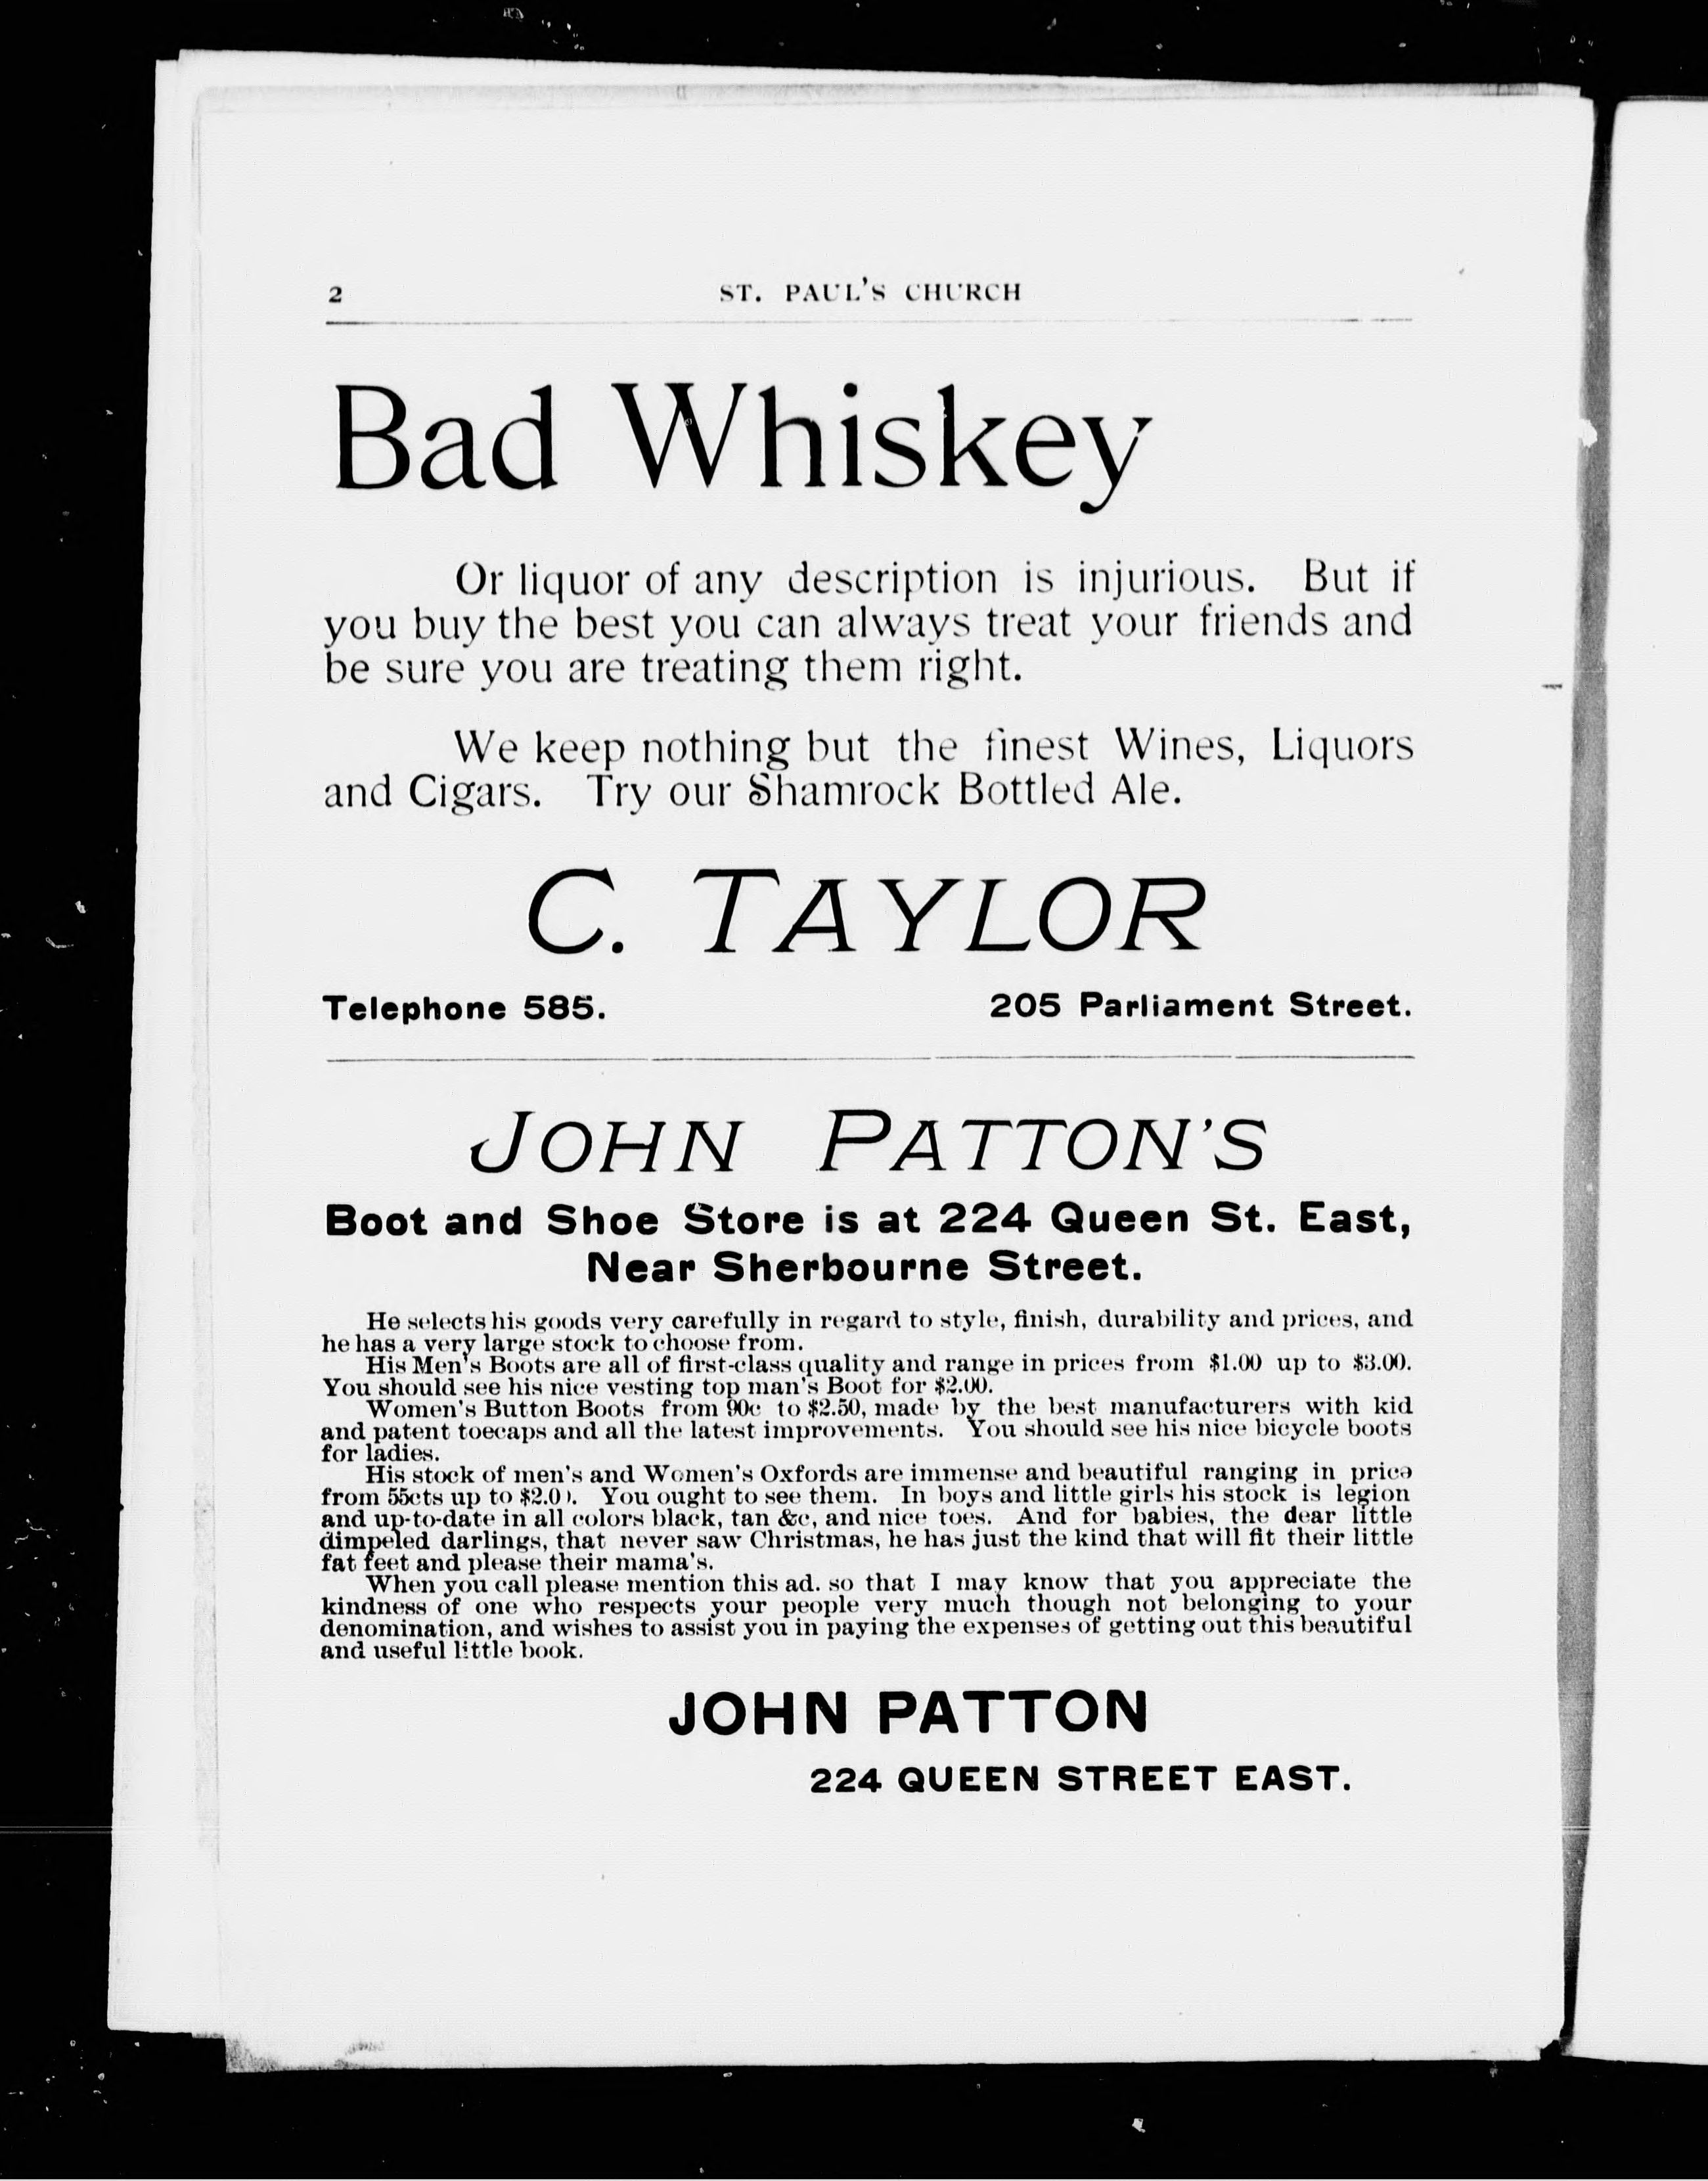 2
ST. PAUL'S CHURCH
Bad Whiskey
Or liquor of any description is injurious. But if
you buy the best you can always treat your friends and
be sure you are treating them right.
We keep nothing but the finest Wines, Liquors
and Cigars. Try our Shamrock Bottled Ale.
C. TAYLOR
Telephone 585. 205 Parliament Street.
JOHN PATTON'S
Boot and Shoe Store is at 224 Queen St. East,
Near Sherbourne Street.
He selects his goods very carefully in regard to style, finish, durability and prices, and
he has a very large stock to choose from.
His Men's Boots are all of first-class quality and range in prices from $1.00 up to $3.00.
You should see his nice vesting top man's Boot for $2.00.
Women's Button Boots from 90c to $2.50, made by the best manufacturers with kid
and patent toecaps and all the latest improvements. You should see his nice bicycle boots
for ladies.
His stock of men's and Women's Oxfords are immense and beautiful ranging in price
from 55cts up to $2.00. You ought to see them. In boys and little girls his stock is legion
and up-to-date in all colors black, tan &c, and nice toes. And for babies, the dear little
dimpeled darlings, that never saw Christmas, he has just the kind that will fit their little
fat feet and please their mama's.
When you call please mention this ad. so that I may know that you appreciate the
kindness of one who respects your people very much though not belonging to your
denomination, and wishes to assist you in paying the expenses of getting out this beautiful
and useful little book.
JOHN PATTON
224 QUEEN STREET EAST.